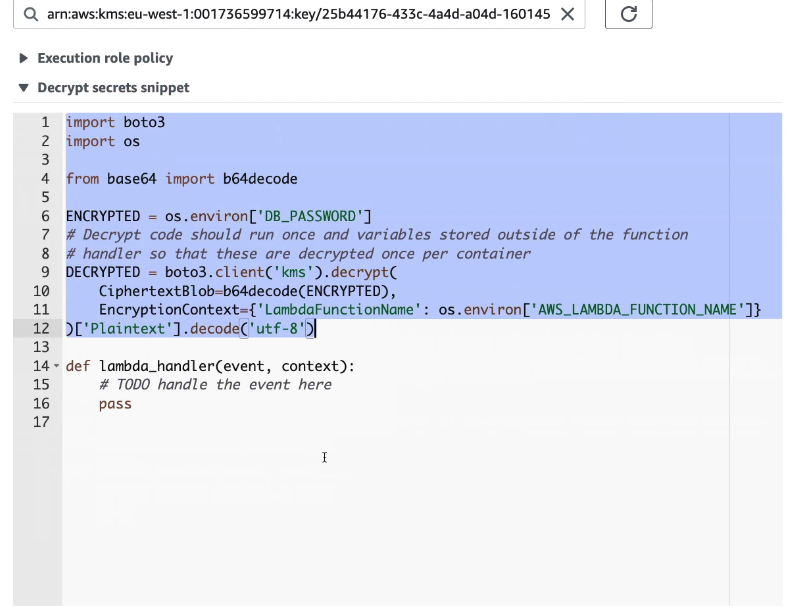 arn:aws:kms:eu-west-1:001736599714:key/25b44176-433c-4a4d-a04d-160145
Execution role policy
Decrypt secrets snippet
1 import boto3
2 import os
3
4 from base64 import b64decode
5
6 ENCRYPTED = os.environ['DB_PASSWORD']
7 # Decrypt code should run once and variables stored outside of the function
8 # handler so that these are decrypted once per container
9 DECRYPTED = boto3.client('kms').decrypt(
10     CiphertextBlob=b64decode(ENCRYPTED),
11     EncryptionContext={'LambdaFunctionName': os.environ['AWS_LAMBDA_FUNCTION_NAME']}
12 )['Plaintext'].decode('utf-8')
13
14 def lambda_handler(event, context):
15     # TODO handle the event here
16     pass
17